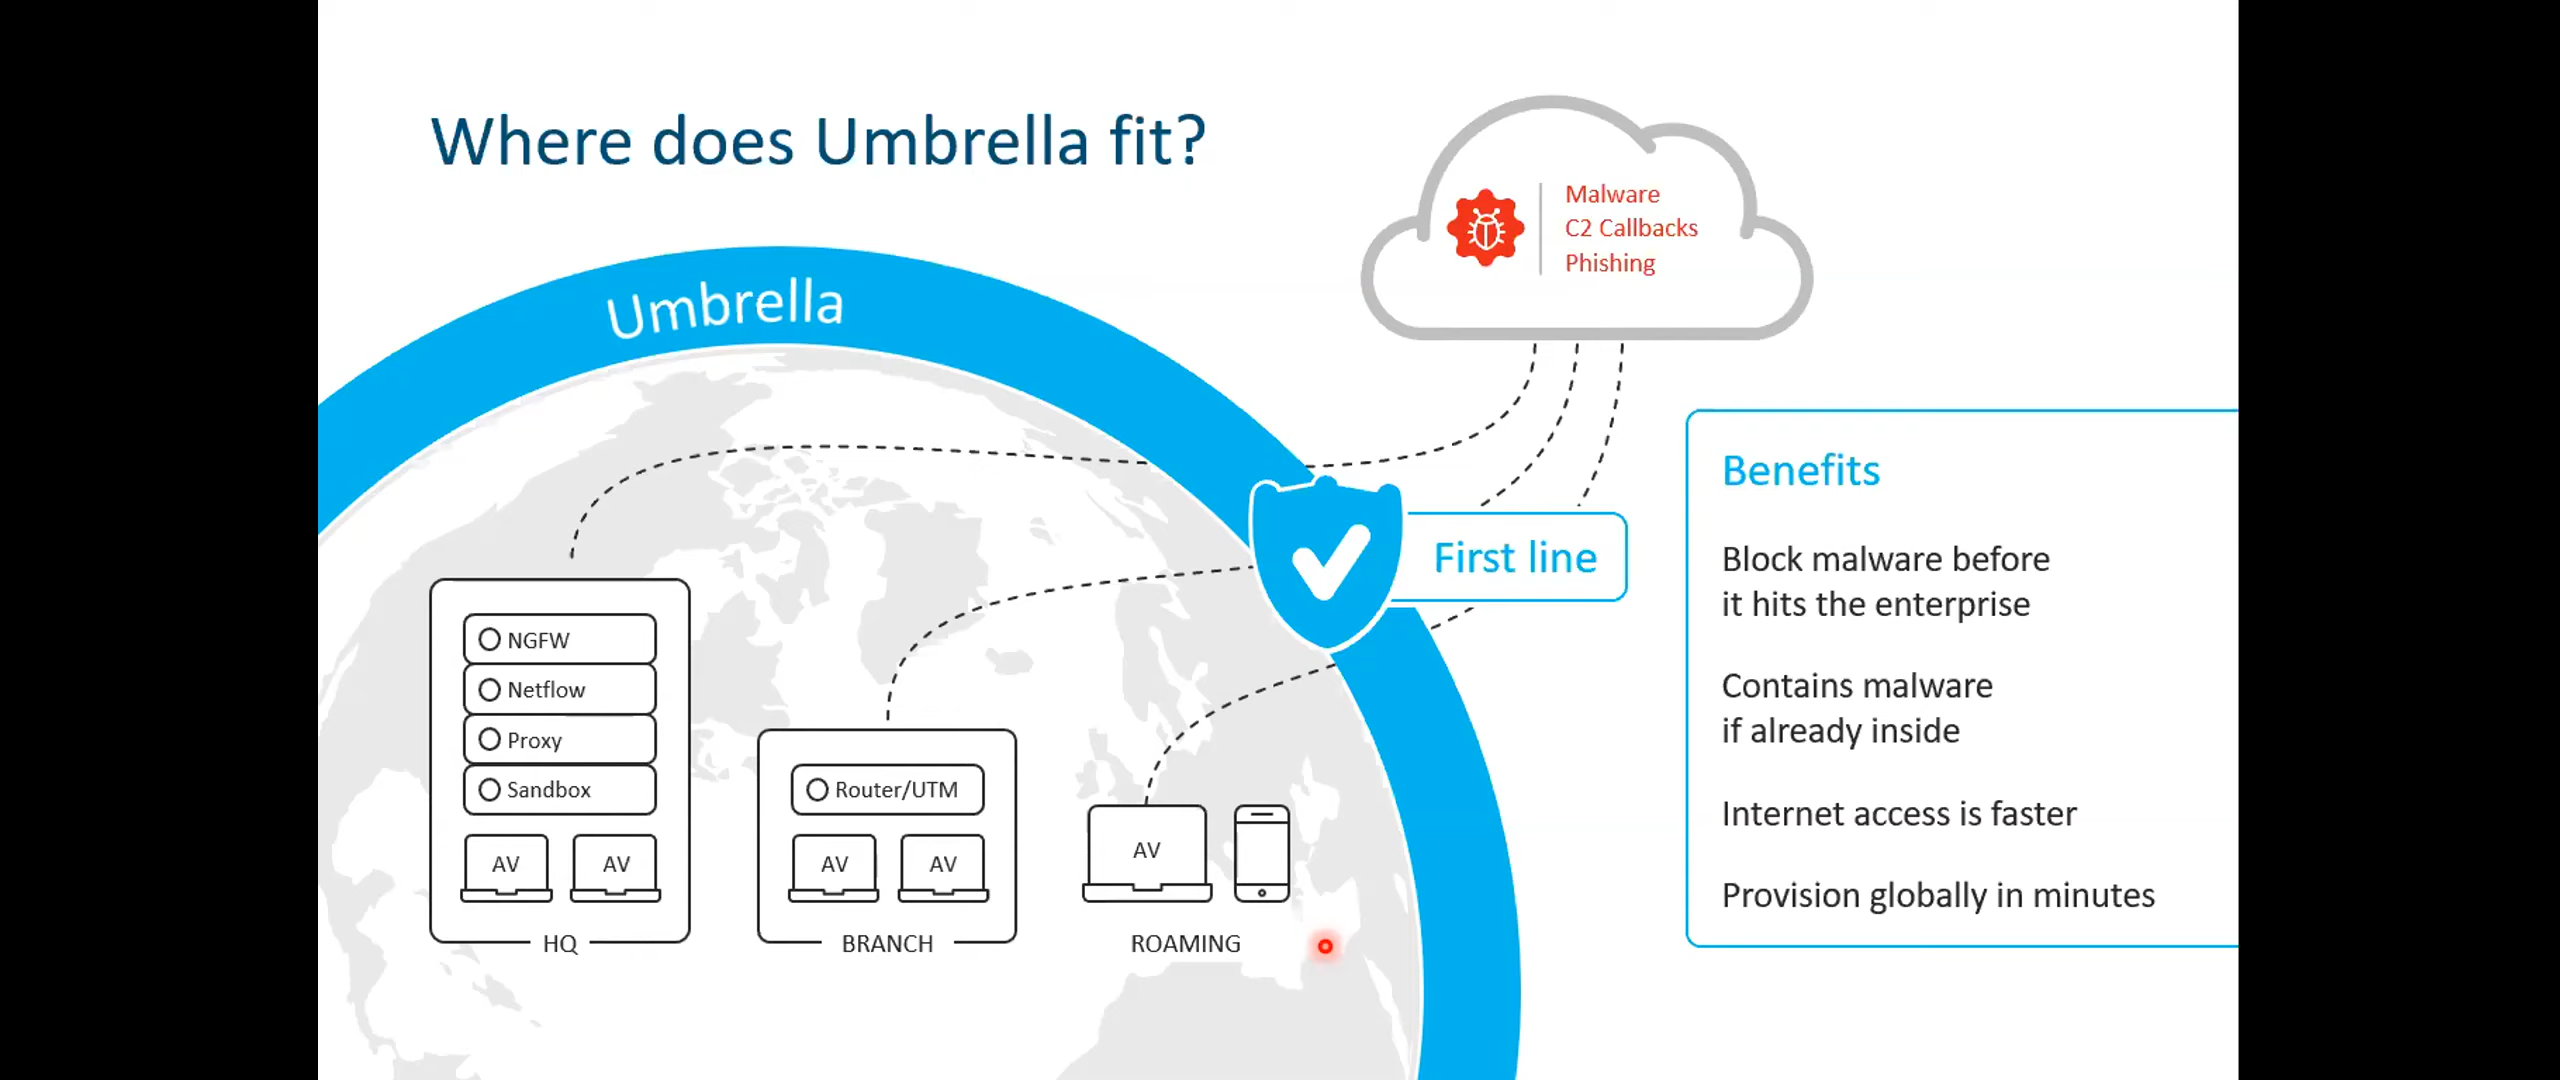 Where does Umbrella fit?
Malware
C2 Callbacks
Phishing
Umbrella
First line
Benefits
Block malware before
it hits the enterprise
Contains malware
if already inside
Internet access is faster
Provision globally in minutes
NGFW
Netflow
Proxy
Sandbox
AV AV
HQ
Router/UTM
AV AV
BRANCH
AV
ROAMING